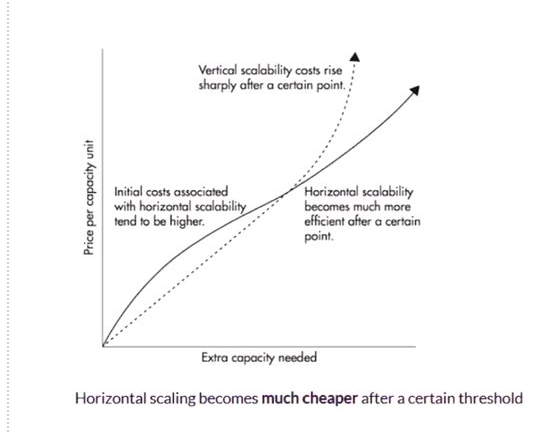 Vertical scalability costs rise
sharply after a certain point.
Price per capacity unit
Initial costs associated
with horizontal scalability
tend to be higher.
Horizontal scalability
becomes much more
efficient after a certain
point.
Extra capacity needed
Horizontal scaling becomes much cheaper after a certain threshold